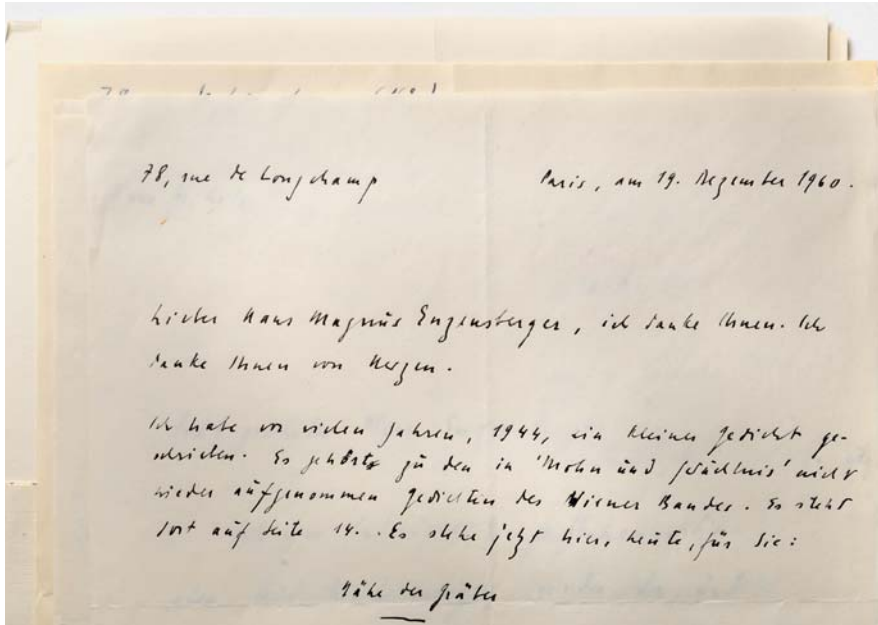 78, rue de Longchamp
Paris, am 19. Dezember 1960.
Lieber Hans Magnus Enzensberger, ich danke Ihnen. Ich
danke Ihnen von Herzen.
Ich habe vor vielen Jahren, 1944, ein kleines Gedicht ge-
schrieben. Es gehört zu den in 'Mohn und Gedächtnis' nicht
wieder aufgenommen Gedichten des Wiener Bandes. Es steht
dort auf Seite 14. Es stehe jetzt hier, heute, für Sie:
Nähe der Gräber